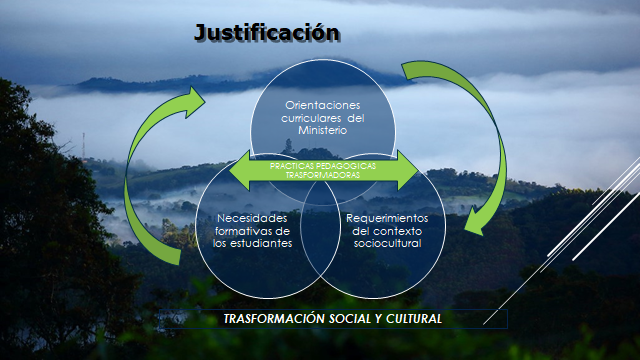 Justificación
Orientaciones
curriculares del
Ministerio
PRACTICAS PEDAGOGICAS
TRASFORMADORAS
Necesidades
formativas de
los estudiantes
Requerimientos
del contexto
sociocultural
TRASFORMACIÓN SOCIAL Y CULTURAL